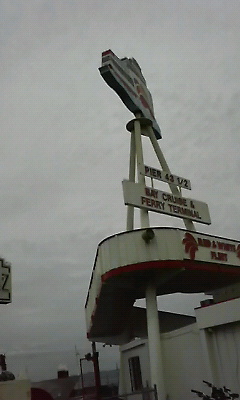 PIER 43 1/2
BAY CRUISE &
FERRY TERMINAL
RED & WHITE
FLEET
Z